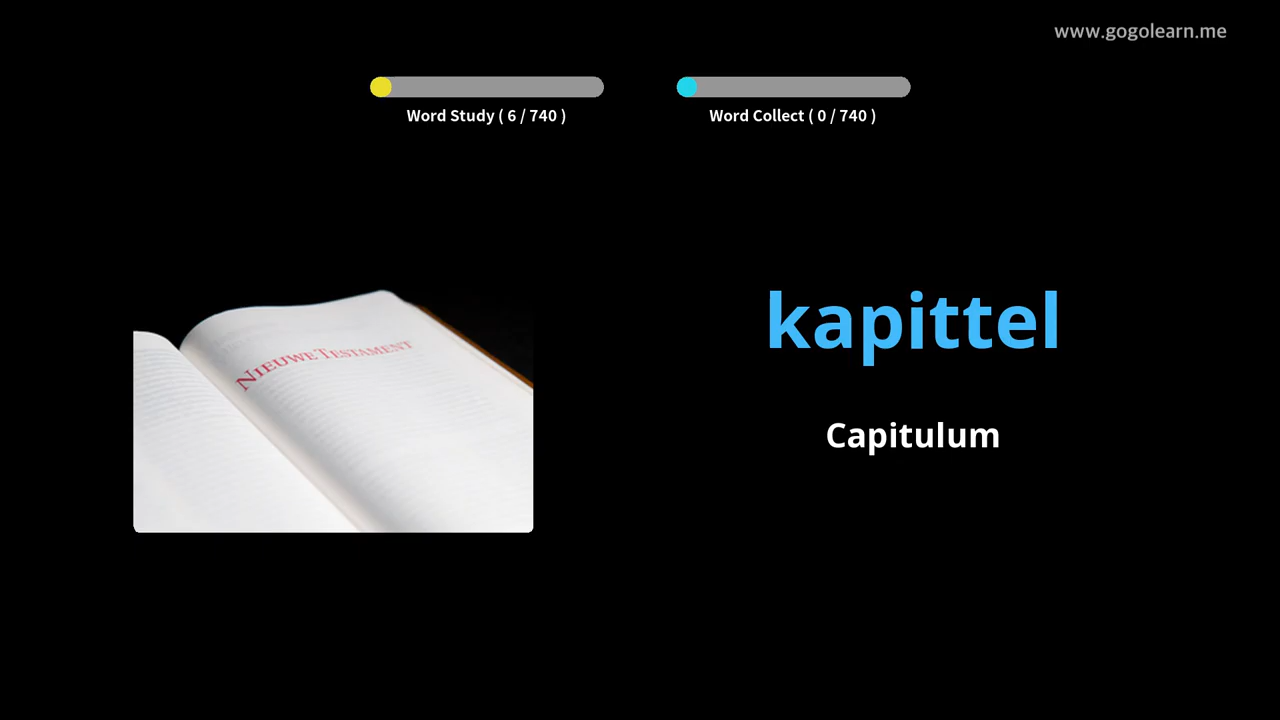 www.gogolearn.me
Word Study ( 6 / 740 )
Word Collect ( 0 / 740 )
NIEUWE TESTAMENT
kapittel
Capitulum